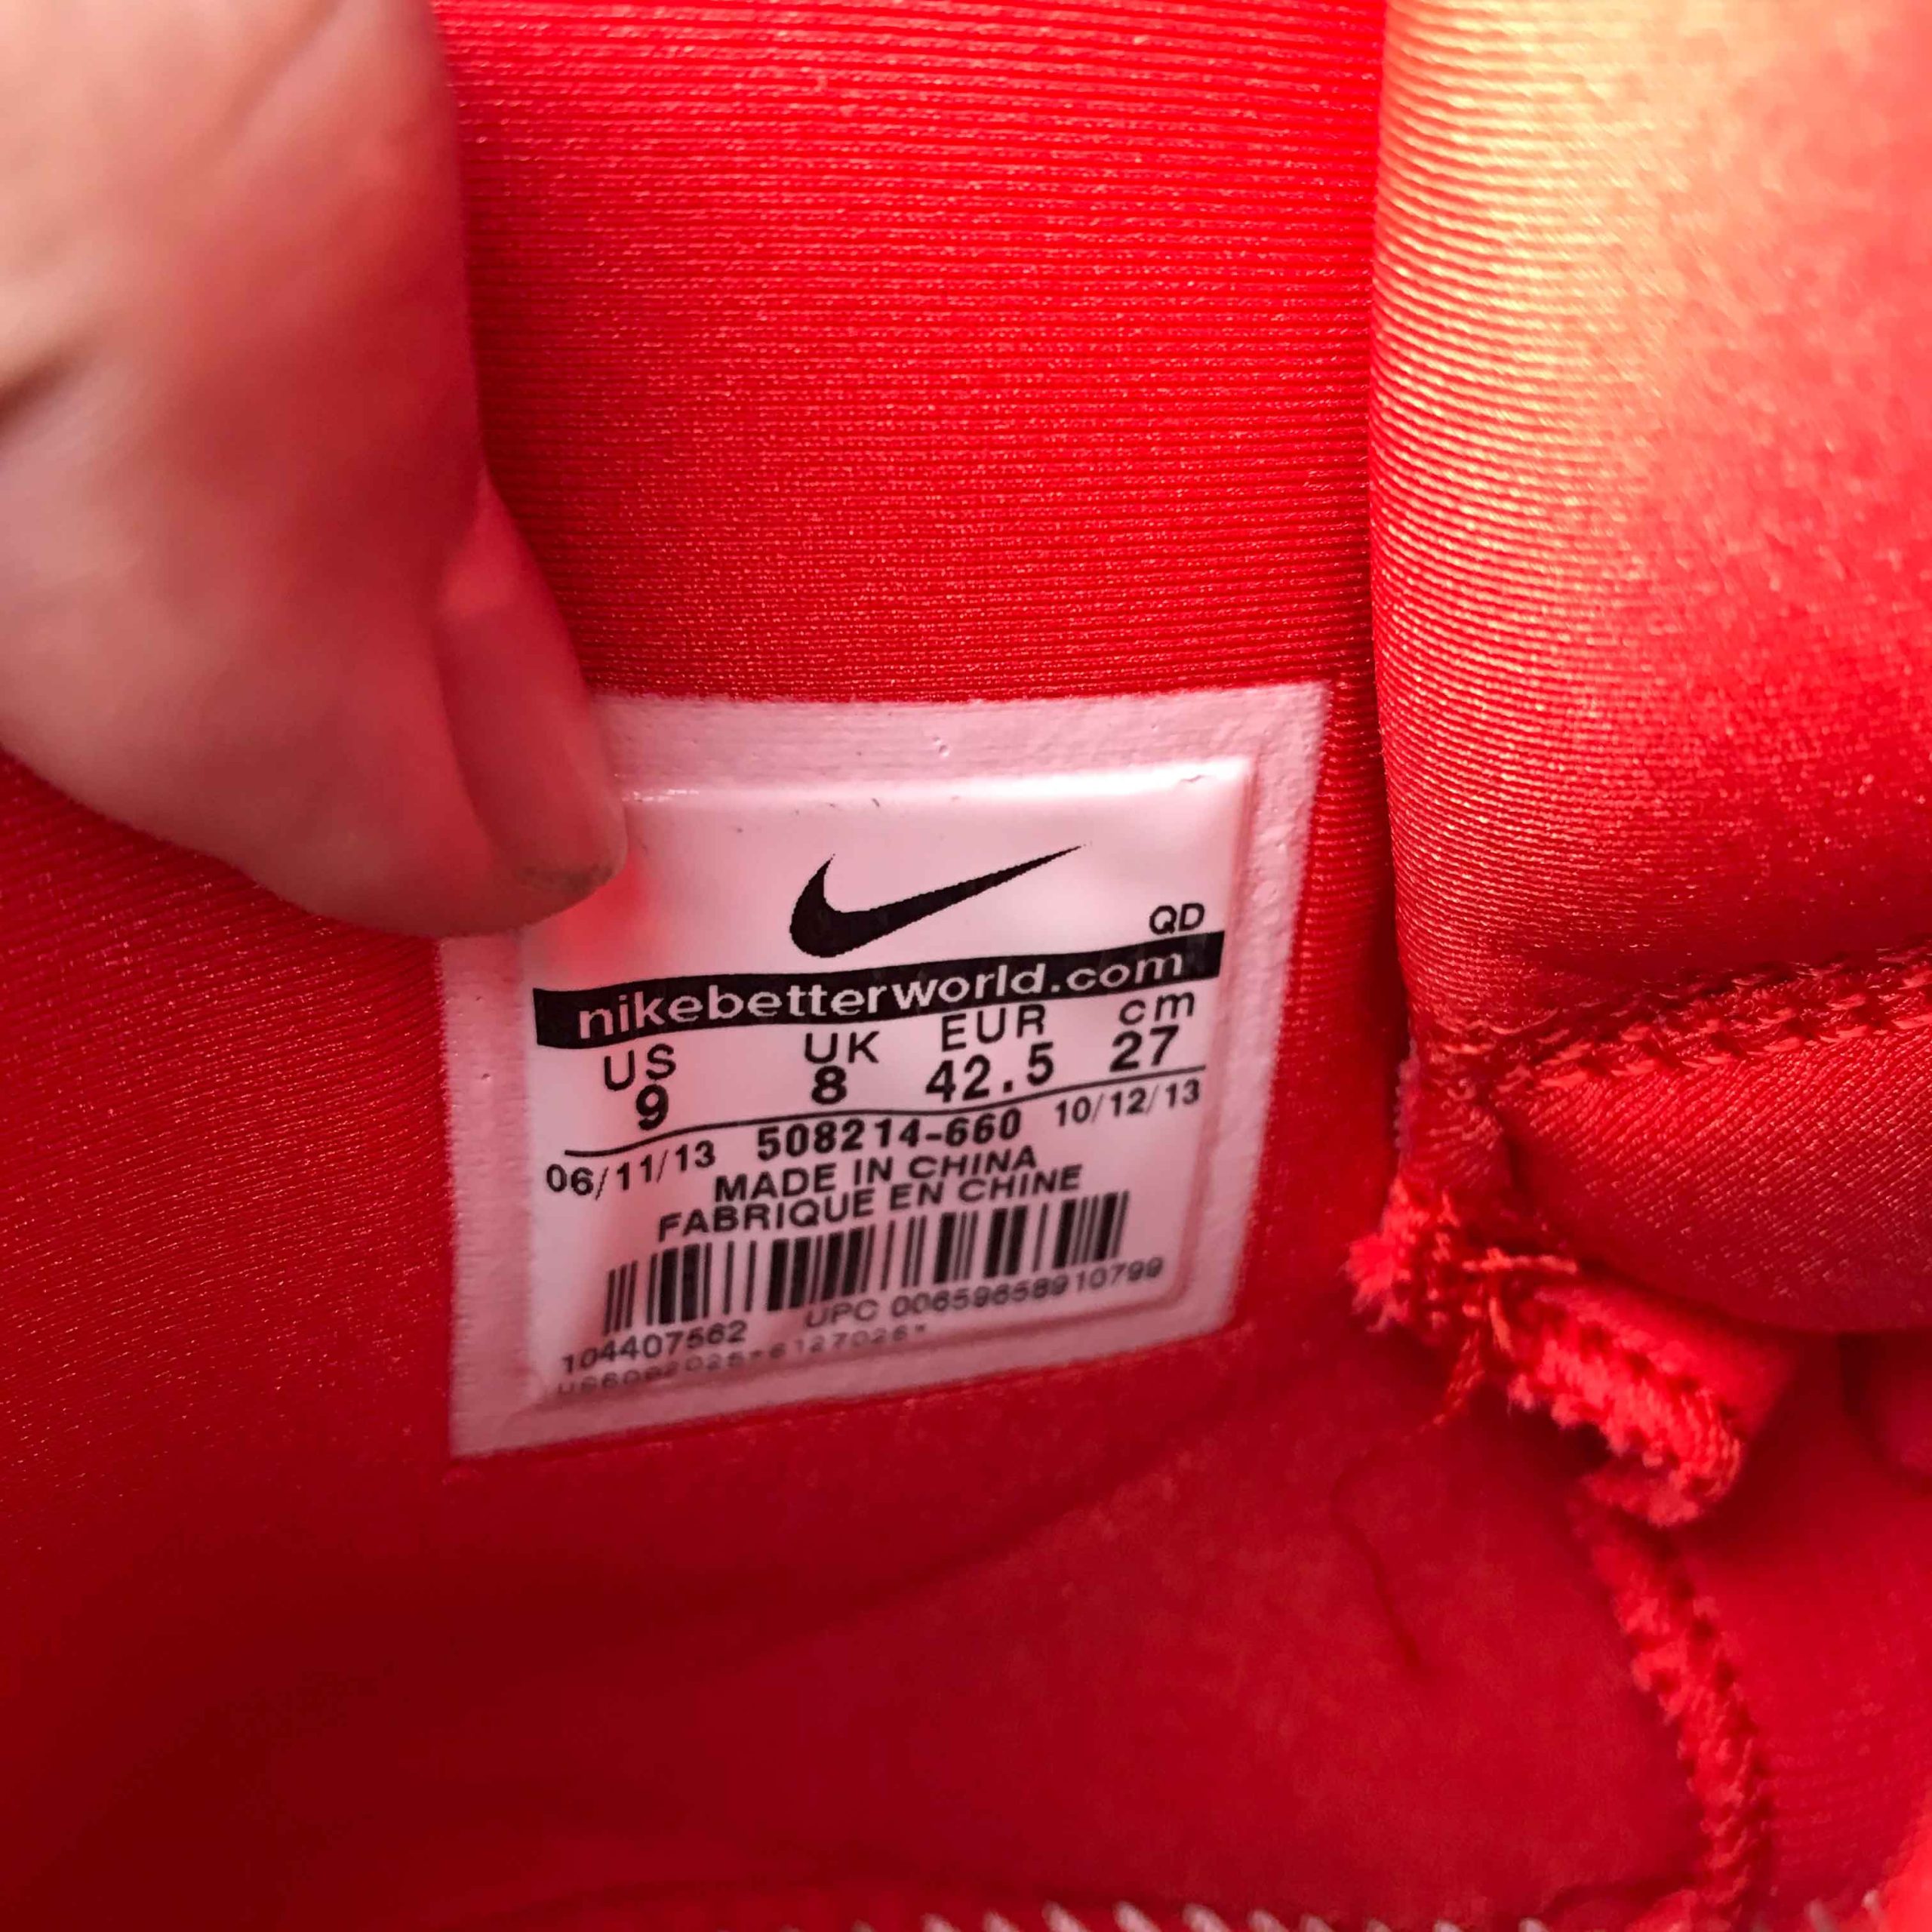 QD
nikebetterworld.com
US UK EUR cm
9 8 42.5 27
06/11/13 508214-660 10/12/13
MADE IN CHINA
FABRIQUE EN CHINE
UPC 00659658910799
104407562